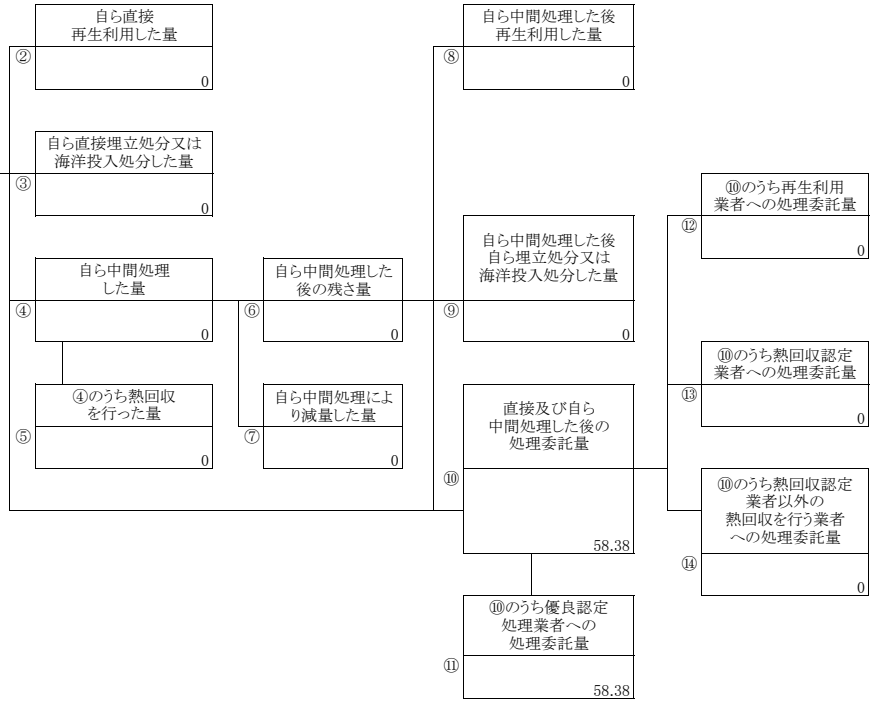 自ら直接
再生利用した量
②
0
自ら直接埋立処分又は
海洋投入処分した量
③
0
自ら中間処理
した量
④
0
④のうち熱回収
を行った量
⑤
0
自ら中間処理した
後の残さ量
⑥
0
自ら中間処理によ
り減量した量
⑦
0
自ら中間処理した後
再生利用した量
⑧
0
自ら中間処理した後
自ら埋立処分又は
海洋投入処分した量
⑨
0
直接及び自ら
中間処理した後の
処理委託量
⑩
58.38
⑩のうち優良認定
処理業者への
処理委託量
⑪
58.38
⑩のうち再生利用
業者への処理委託量
⑫
0
⑩のうち熱回収認定
業者への処理委託量
⑬
0
⑩のうち熱回収認定
業者以外の
熱回収を行う業者
への処理委託量
⑭
0